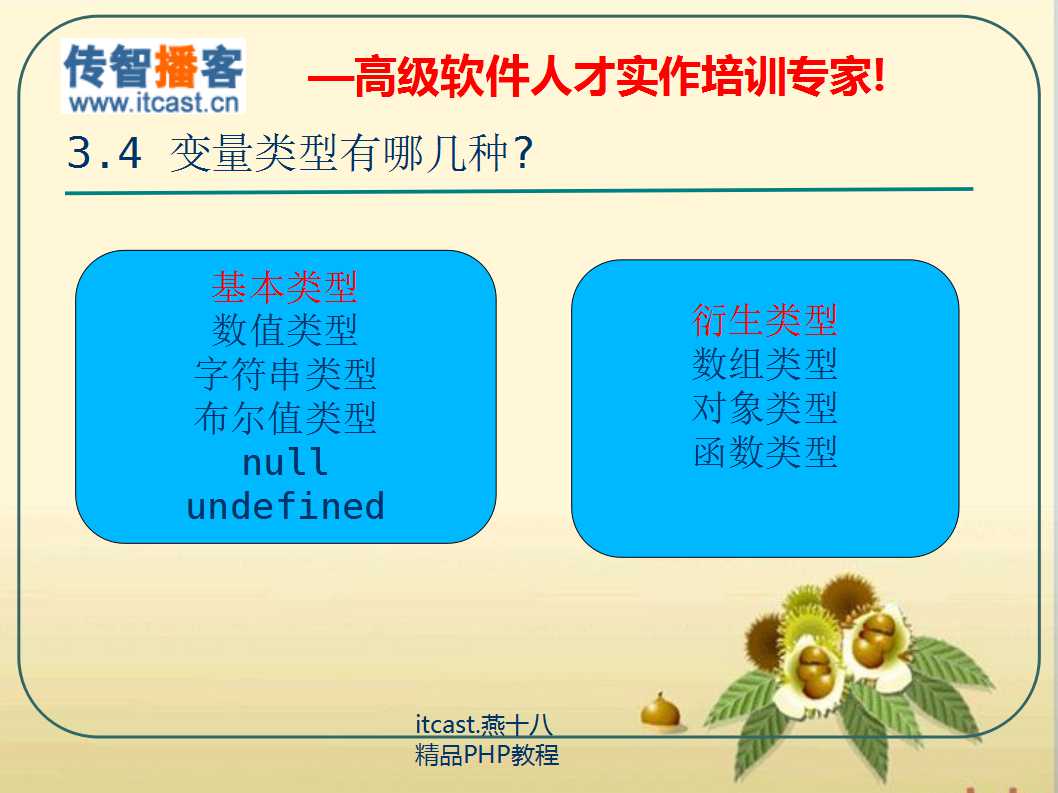 传智播客
www.itcast.cn
—高级软件人才实作培训专家!
3.4 变量类型有哪几种?
基本类型
数值类型
字符串类型
布尔值类型
null
undefined
衍生类型
数组类型
对象类型
函数类型
itcast.燕十八
精品PHP教程